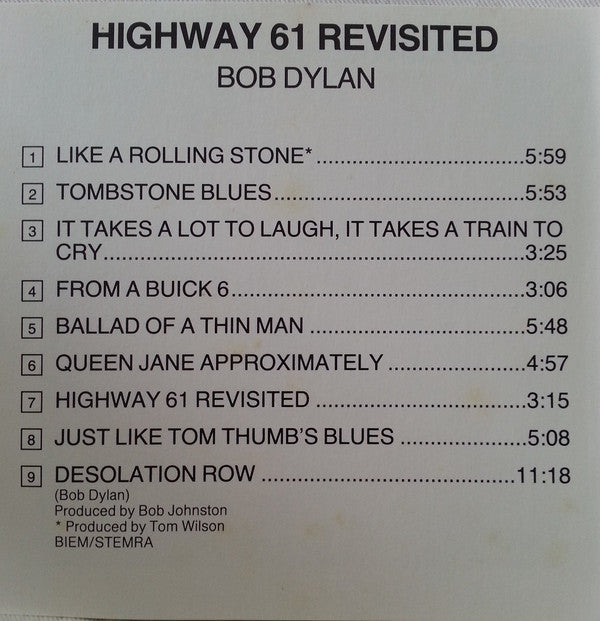 HIGHWAY 61 REVISITED
BOB DYLAN
1 LIKE A ROLLING STONE*.................................5:59
2 TOMBSTONE BLUES........................................5:53
3 IT TAKES A LOT TO LAUGH, IT TAKES A TRAIN TO
CRY...................................................................3:25
4 FROM A BUICK 6...............................................3:06
5 BALLAD OF A THIN MAN ...................................5:48
6 QUEEN JANE APPROXIMATELY ......................4:57
7 HIGHWAY 61 REVISITED .................................3:15
8 JUST LIKE TOM THUMB'S BLUES ....................5:08
9 DESOLATION ROW ........................................11:18
(Bob Dylan)
Produced by Bob Johnston
* Produced by Tom Wilson
BIEM/STEMRA